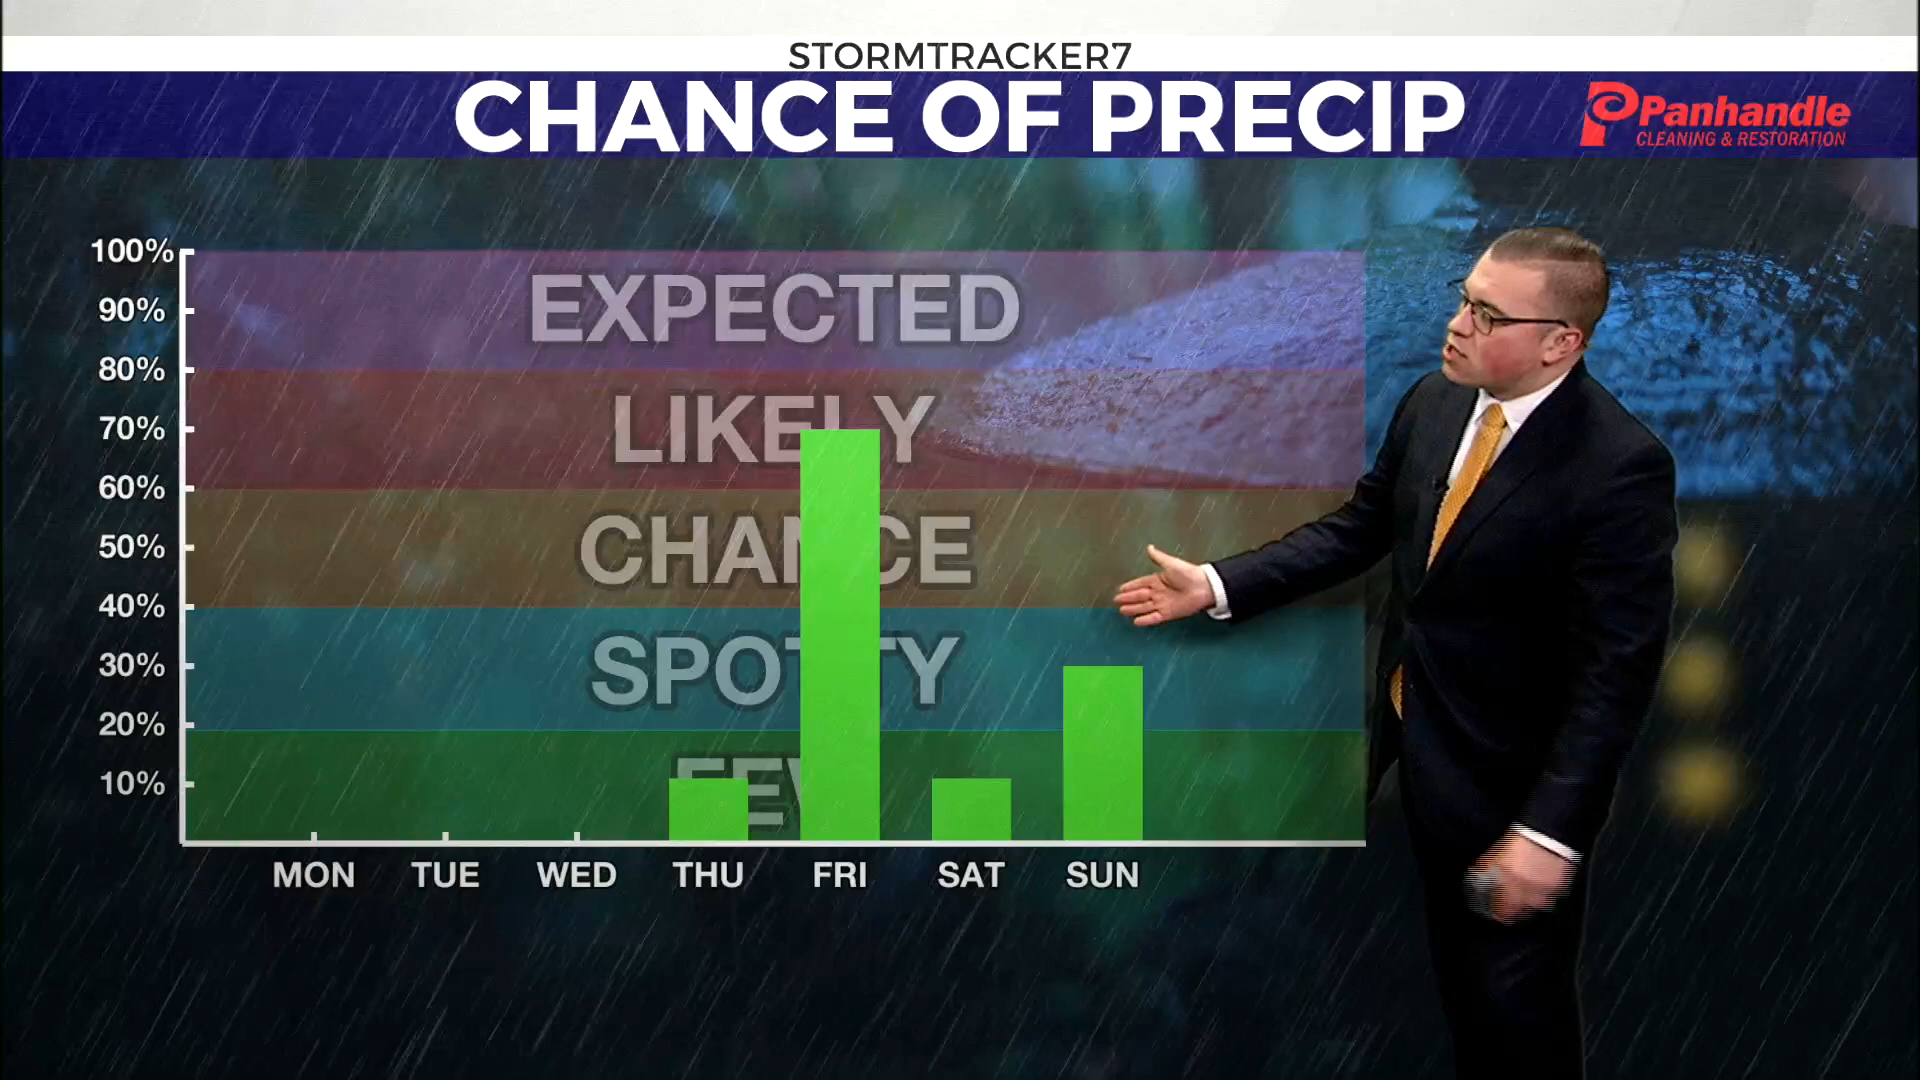 STORMTRACKER7
CHANCE OF PRECIP
Panhandle
CLEANING & RESTORATION
100%
90%
80%
70%
60%
50%
40%
30%
20%
10%
EXPECTED
LIKELY
CHANCE
SPOTTY
FEW
MON TUE WED THU FRI SAT SUN